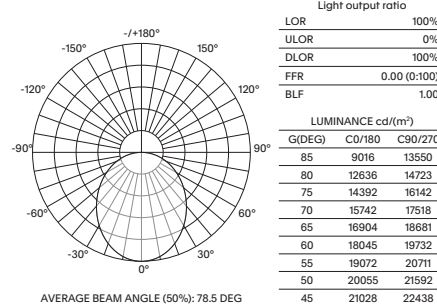 -/+180°
-150°
150°
-120°
120°
-90°
90°
-60°
60°
-30°
30°
0°
AVERAGE BEAM ANGLE (50%): 78.5 DEG
Light output ratio
LOR 100%
ULOR 0%
DLOR 100%
FFR 0.00 (0:100)
BLF 1.00
LUMINANCE cd/(m²)
G(DEG) C0/180 C90/270
85 9016 13550
80 12636 14723
75 14392 16142
70 15742 17518
65 16904 18681
60 18045 19732
55 19072 20711
50 20055 21592
45 21028 22438